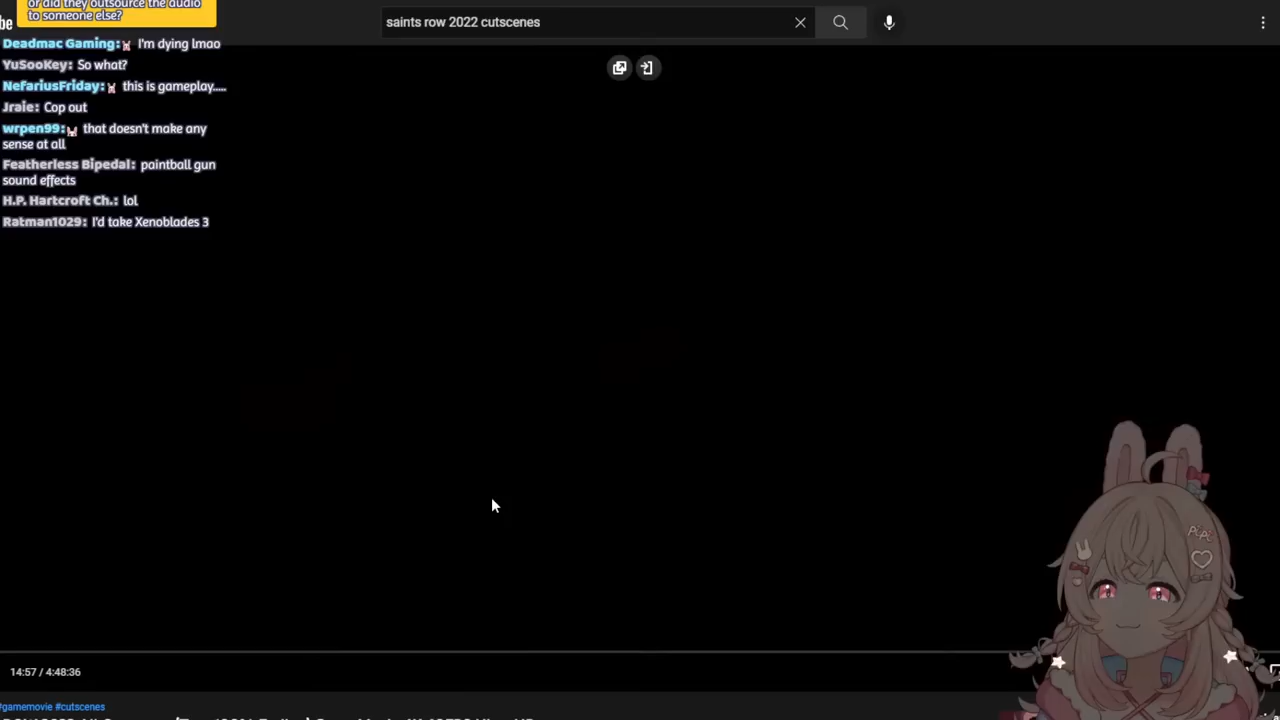 be
saints row 2022 cutscenes
or did they outsource the audio
to someone else?
Deadmac Gaming: I'm dying lmao
YuSooKey: So what?
NefariusFriday: this is gameplay.....
Jraie: Cop out
wrpen99: that doesn't make any
sense at all
Featherless Bipedal: paintball gun
sound effects
H.P. Hartcroft Ch.: lol
Ratman1029: I'd take Xenoblades 3
PiPi
14:57 / 4:48:36
#gamemovie #cutscenes